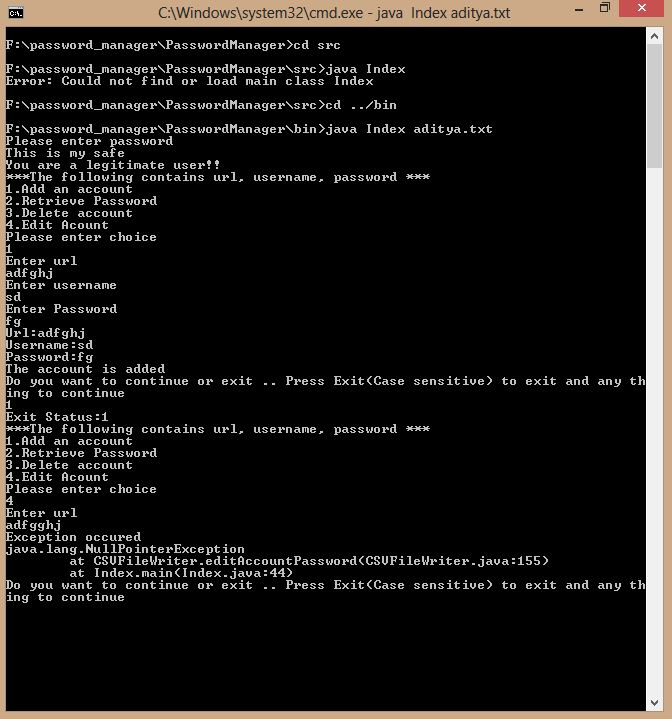 C:\Windows\system32\cmd.exe - java Index aditya.txt
F:\password_manager\PasswordManager>cd src
F:\password_manager\PasswordManager\src>java Index
Error: Could not find or load main class Index
F:\password_manager\PasswordManager\src>cd ../bin
F:\password_manager\PasswordManager\bin>java Index aditya.txt
Please enter password
This is my safe
You are a legitimate user!!
***The following contains url, username, password ***
1.Add an account
2.Retrieve Password
3.Delete account
4.Edit Acount
Please enter choice
1
Enter url
adfghj
Enter username
sd
Enter Password
fg
Url:adfghj
Username:sd
Password:fg
The account is added
Do you want to continue or exit .. Press Exit(Case sensitive) to exit and any th
ing to continue
1
Exit Status:1
***The following contains url, username, password ***
1.Add an account
2.Retrieve Password
3.Delete account
4.Edit Acount
Please enter choice
4
Enter url
adfgghj
Exception occured
java.lang.NullPointerException
at CSVFileWriter.editAccountPassword(CSVFileWriter.java:155)
at Index.main(Index.java:44)
Do you want to continue or exit .. Press Exit(Case sensitive) to exit and any th
ing to continue